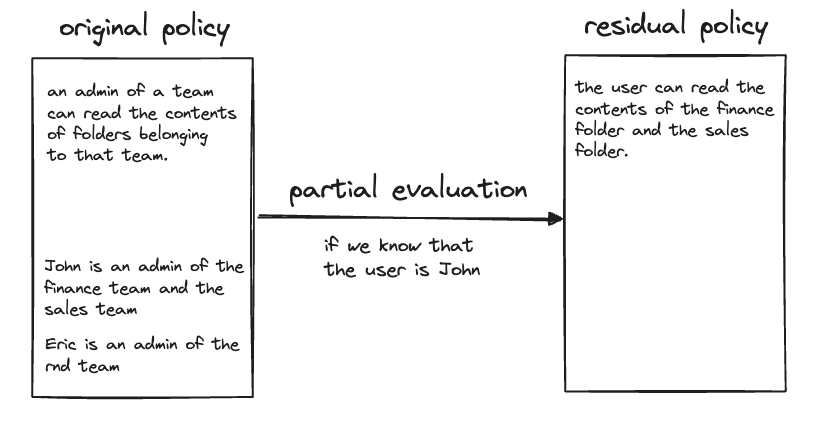 original policy
an admin of a team
can read the contents
of folders belonging
to that team.
John is an admin of the
finance team and the
sales team
Eric is an admin of the
rnd team
partial evaluation
if we know that
the user is John
residual policy
the user can read the
contents of the finance
folder and the sales
folder.